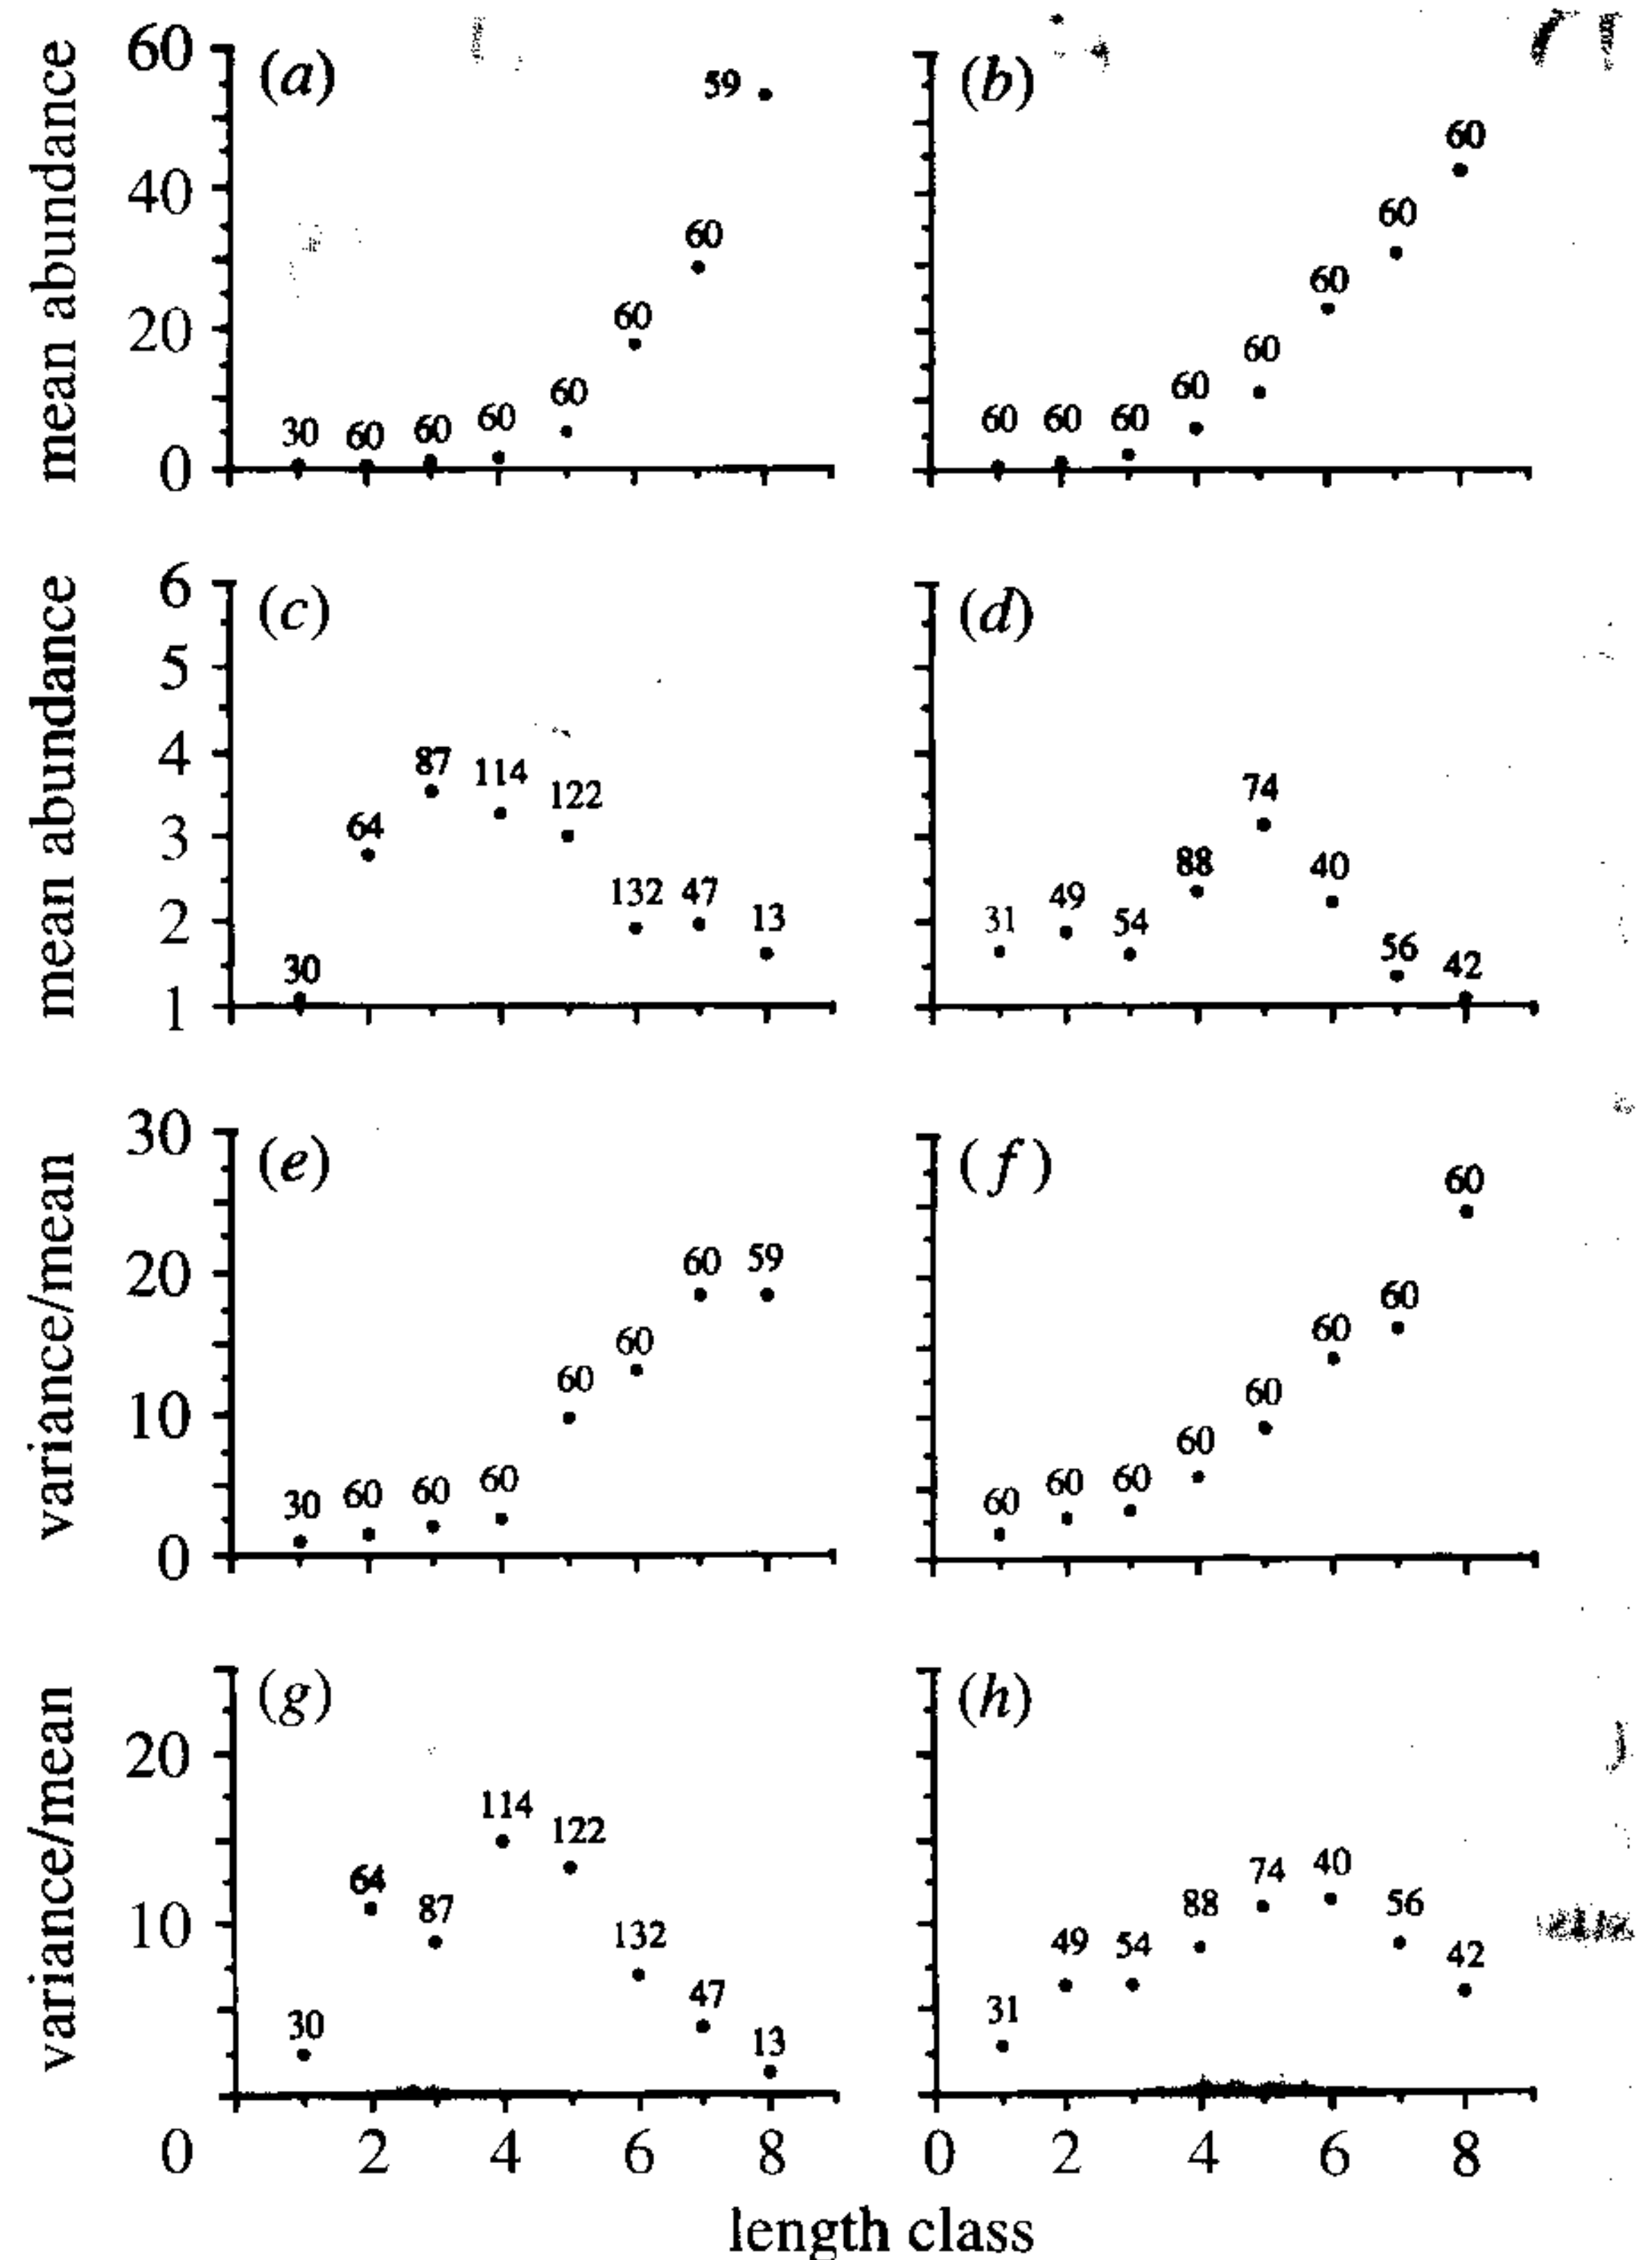 mean abundance
60
40
20
0
(a)
30 60 60 60 60 60 60 59
(b)
60 60 60 60 60 60 60 60
mean abundance
6
5
4
3
2
1
(c)
30 64 87 114 122 132 47 13
(d)
31 49 54 88 74 40 56 42
variance/mean
30
20
10
0
(e)
30 60 60 60 60 60 60 59
(f)
60 60 60 60 60 60 60 60
variance/mean
20
10
0
(g)
30 64 87 114 122 132 47 13
(h)
31 49 54 88 74 40 56 42
2 4 6 8
0 2 4 6 8
length class